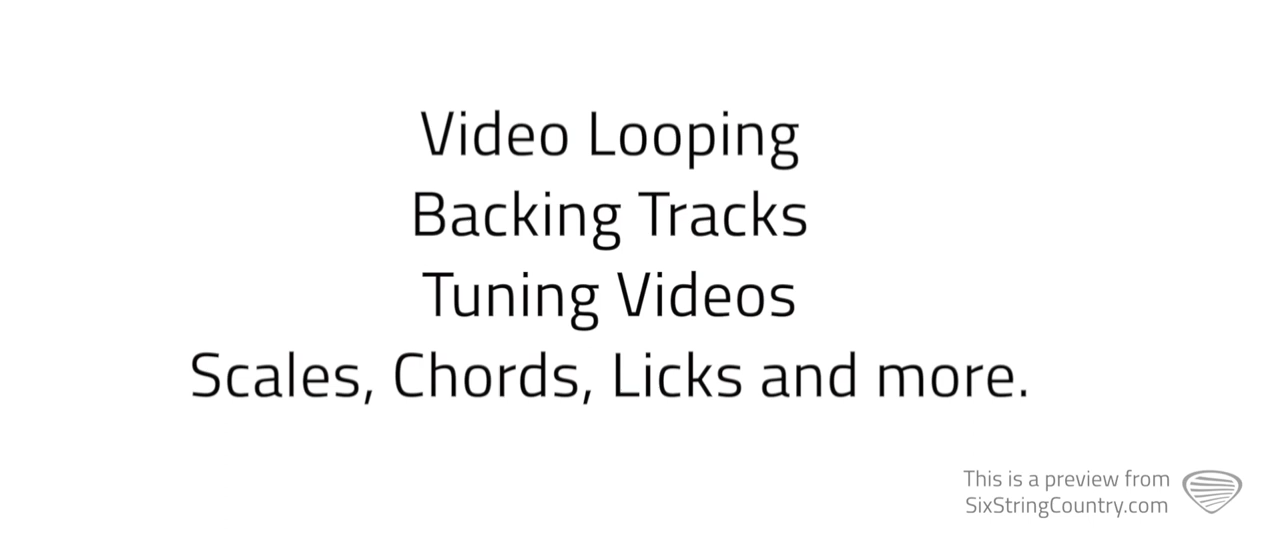 Video Looping
Backing Tracks
Tuning Videos
Scales, Chords, Licks and more.
This is a preview from
SixStringCountry.com